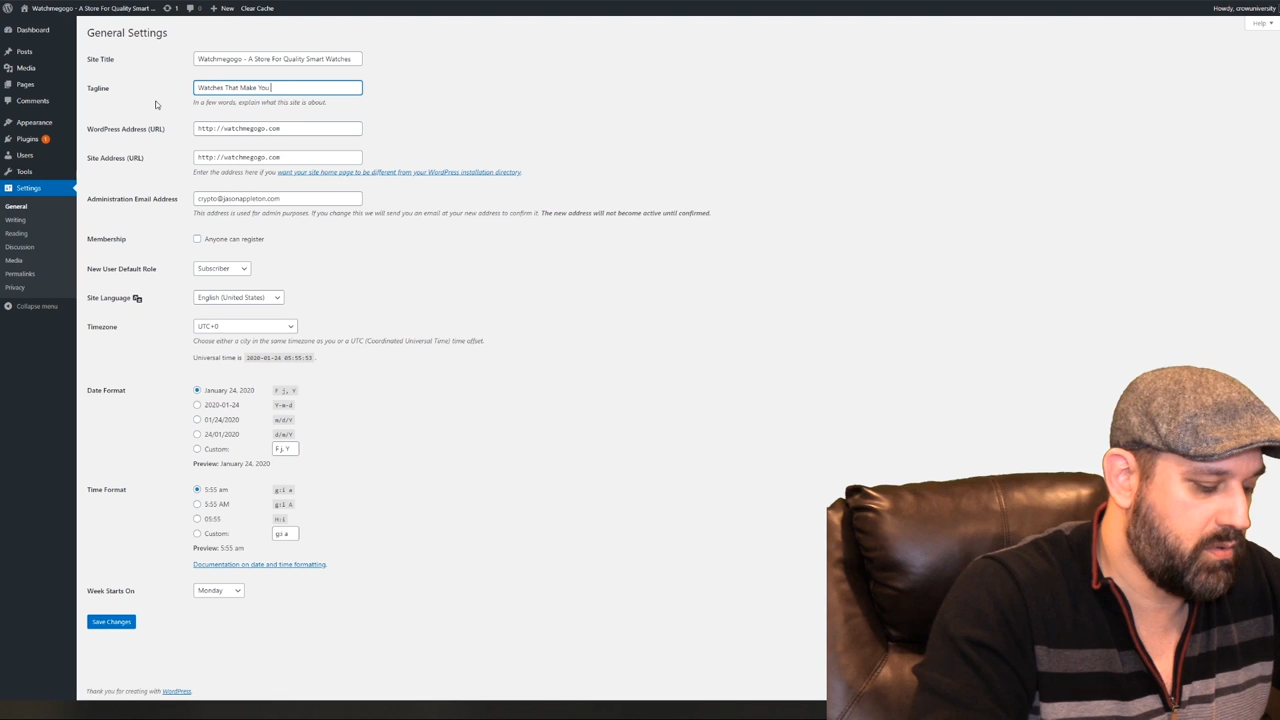 Watchmegogo - A Store For Quality Smart ... 1 0 New Clear Cache Howdy, crowuniversity
Help
Dashboard
Posts
Media
Pages
Comments
Appearance
Plugins 1
Users
Tools
Settings
General
Writing
Reading
Discussion
Media
Permalinks
Privacy
Collapse menu
General Settings
Site Title Watchmegogo - A Store For Quality Smart Watches
Tagline Watches That Make You
In a few words, explain what this site is about.
WordPress Address (URL) http://watchmegogo.com
Site Address (URL) http://watchmegogo.com
Enter the address here if you want your site home page to be different from your WordPress installation directory.
Administration Email Address crypto@jasonappleton.com
This address is used for admin purposes. If you change this we will send you an email at your new address to confirm it. The new address will not become active until confirmed.
Membership Anyone can register
New User Default Role Subscriber
Site Language English (United States)
Timezone UTC+0
Choose either a city in the same timezone as you or a UTC (Coordinated Universal Time) time offset.
Universal time is 2020-01-24 05:55:53 .
Date Format January 24, 2020 F j, Y
2020-01-24 Y-m-d
01/24/2020 m/d/Y
24/01/2020 d/m/Y
Custom: F j, Y
Preview: January 24, 2020
Time Format 5:55 am g:i a
5:55 AM g:i A
05:55 H:i
Custom: g:i a
Preview: 5:55 am
Documentation on date and time formatting.
Week Starts On Monday
Save Changes
Thank you for creating with WordPress.